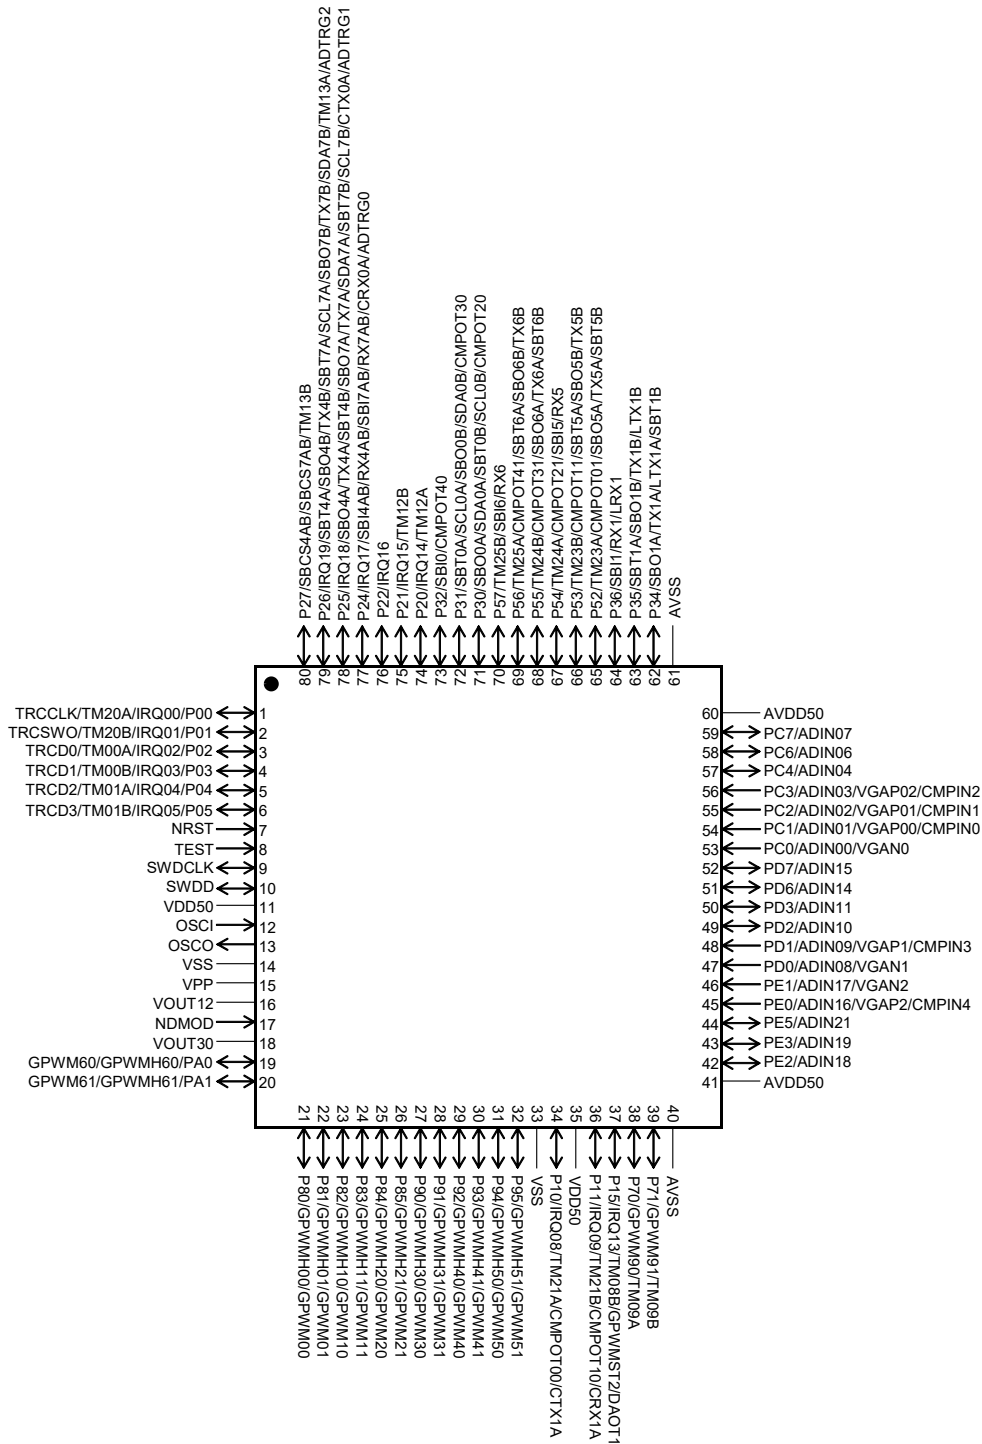 P27/SBCS4AB/SBCS7AB/TM13B
P26/IRQ19/SBT4A/SBO4B/TX4B/SBT7A/SCL7A/SBO7B/TX7B/SDA7B/TM13A/ADTRG2
P25/IRQ18/SBO4A/TX4A/SBT4B/SBO7A/TX7A/SDA7A/SBT7B/SCL7B/CTX0A/ADTRG1
P24/IRQ17/SBI4AB/RX4AB/SBI7AB/RX7AB/CRX0A/ADTRG0
P22/IRQ16
P21/IRQ15/TM12B
P20/IRQ14/TM12A
P32/SBI0/CMPOT40
P31/SBT0A/SCL0A/SBO0B/SDA0B/CMPOT30
P30/SBO0A/SDA0A/SBT0B/SCL0B/CMPOT20
P57/TM25B/SBI6/RX6
P56/TM25A/CMPOT41/SBT6A/SBO6B/TX6B
P55/TM24B/CMPOT31/SBO6A/TX6A/SBT6B
P54/TM24A/CMPOT21/SBI5/RX5
P53/TM23B/CMPOT11/SBT5A/SBO5B/TX5B
P52/TM23A/CMPOT01/SBO5A/TX5A/SBT5B
P36/SBI1/RX1/LRX1
P35/SBT1A/SBO1B/TX1B/LTX1B
P34/SBO1A/TX1A/LTX1A/SBT1B
AVSS
80
79
78
77
76
75
74
73
72
71
70
69
68
67
66
65
64
63
62
61
TRCCLK/TM20A/IRQ00/P00 1
TRCSWO/TM20B/IRQ01/P01 2
TRCD0/TM00A/IRQ02/P02 3
TRCD1/TM00B/IRQ03/P03 4
TRCD2/TM01A/IRQ04/P04 5
TRCD3/TM01B/IRQ05/P05 6
NRST 7
TEST 8
SWDCLK 9
SWDD 10
VDD50 11
OSCI 12
OSCO 13
VSS 14
VPP 15
VOUT12 16
NDMOD 17
VOUT30 18
GPWM60/GPWMH60/PA0 19
GPWM61/GPWMH61/PA1 20
60 AVDD50
59 PC7/ADIN07
58 PC6/ADIN06
57 PC4/ADIN04
56 PC3/ADIN03/VGAP02/CMPIN2
55 PC2/ADIN02/VGAP01/CMPIN1
54 PC1/ADIN01/VGAP00/CMPIN0
53 PC0/ADIN00/VGAN0
52 PD7/ADIN15
51 PD6/ADIN14
50 PD3/ADIN11
49 PD2/ADIN10
48 PD1/ADIN09/VGAP1/CMPIN3
47 PD0/ADIN08/VGAN1
46 PE1/ADIN17/VGAN2
45 PE0/ADIN16/VGAP2/CMPIN4
44 PE5/ADIN21
43 PE3/ADIN19
42 PE2/ADIN18
41 AVDD50
21
22
23
24
25
26
27
28
29
30
31
32
33
34
35
36
37
38
39
40
P80/GPWMH00/GPWM00
P81/GPWMH01/GPWM01
P82/GPWMH10/GPWM10
P83/GPWMH11/GPWM11
P84/GPWMH20/GPWM20
P85/GPWMH21/GPWM21
P90/GPWMH30/GPWM30
P91/GPWMH31/GPWM31
P92/GPWMH40/GPWM40
P93/GPWMH41/GPWM41
P94/GPWMH50/GPWM50
P95/GPWMH51/GPWM51
VSS
P10/IRQ08/TM21A/CMPOT00/CTX1A
VDD50
P11/IRQ09/TM21B/CMPOT10/CRX1A
P15/IRQ13/TM08B/GPWMST2/DAOT1
P70/GPWM90/TM09A
P71/GPWM91/TM09B
AVSS